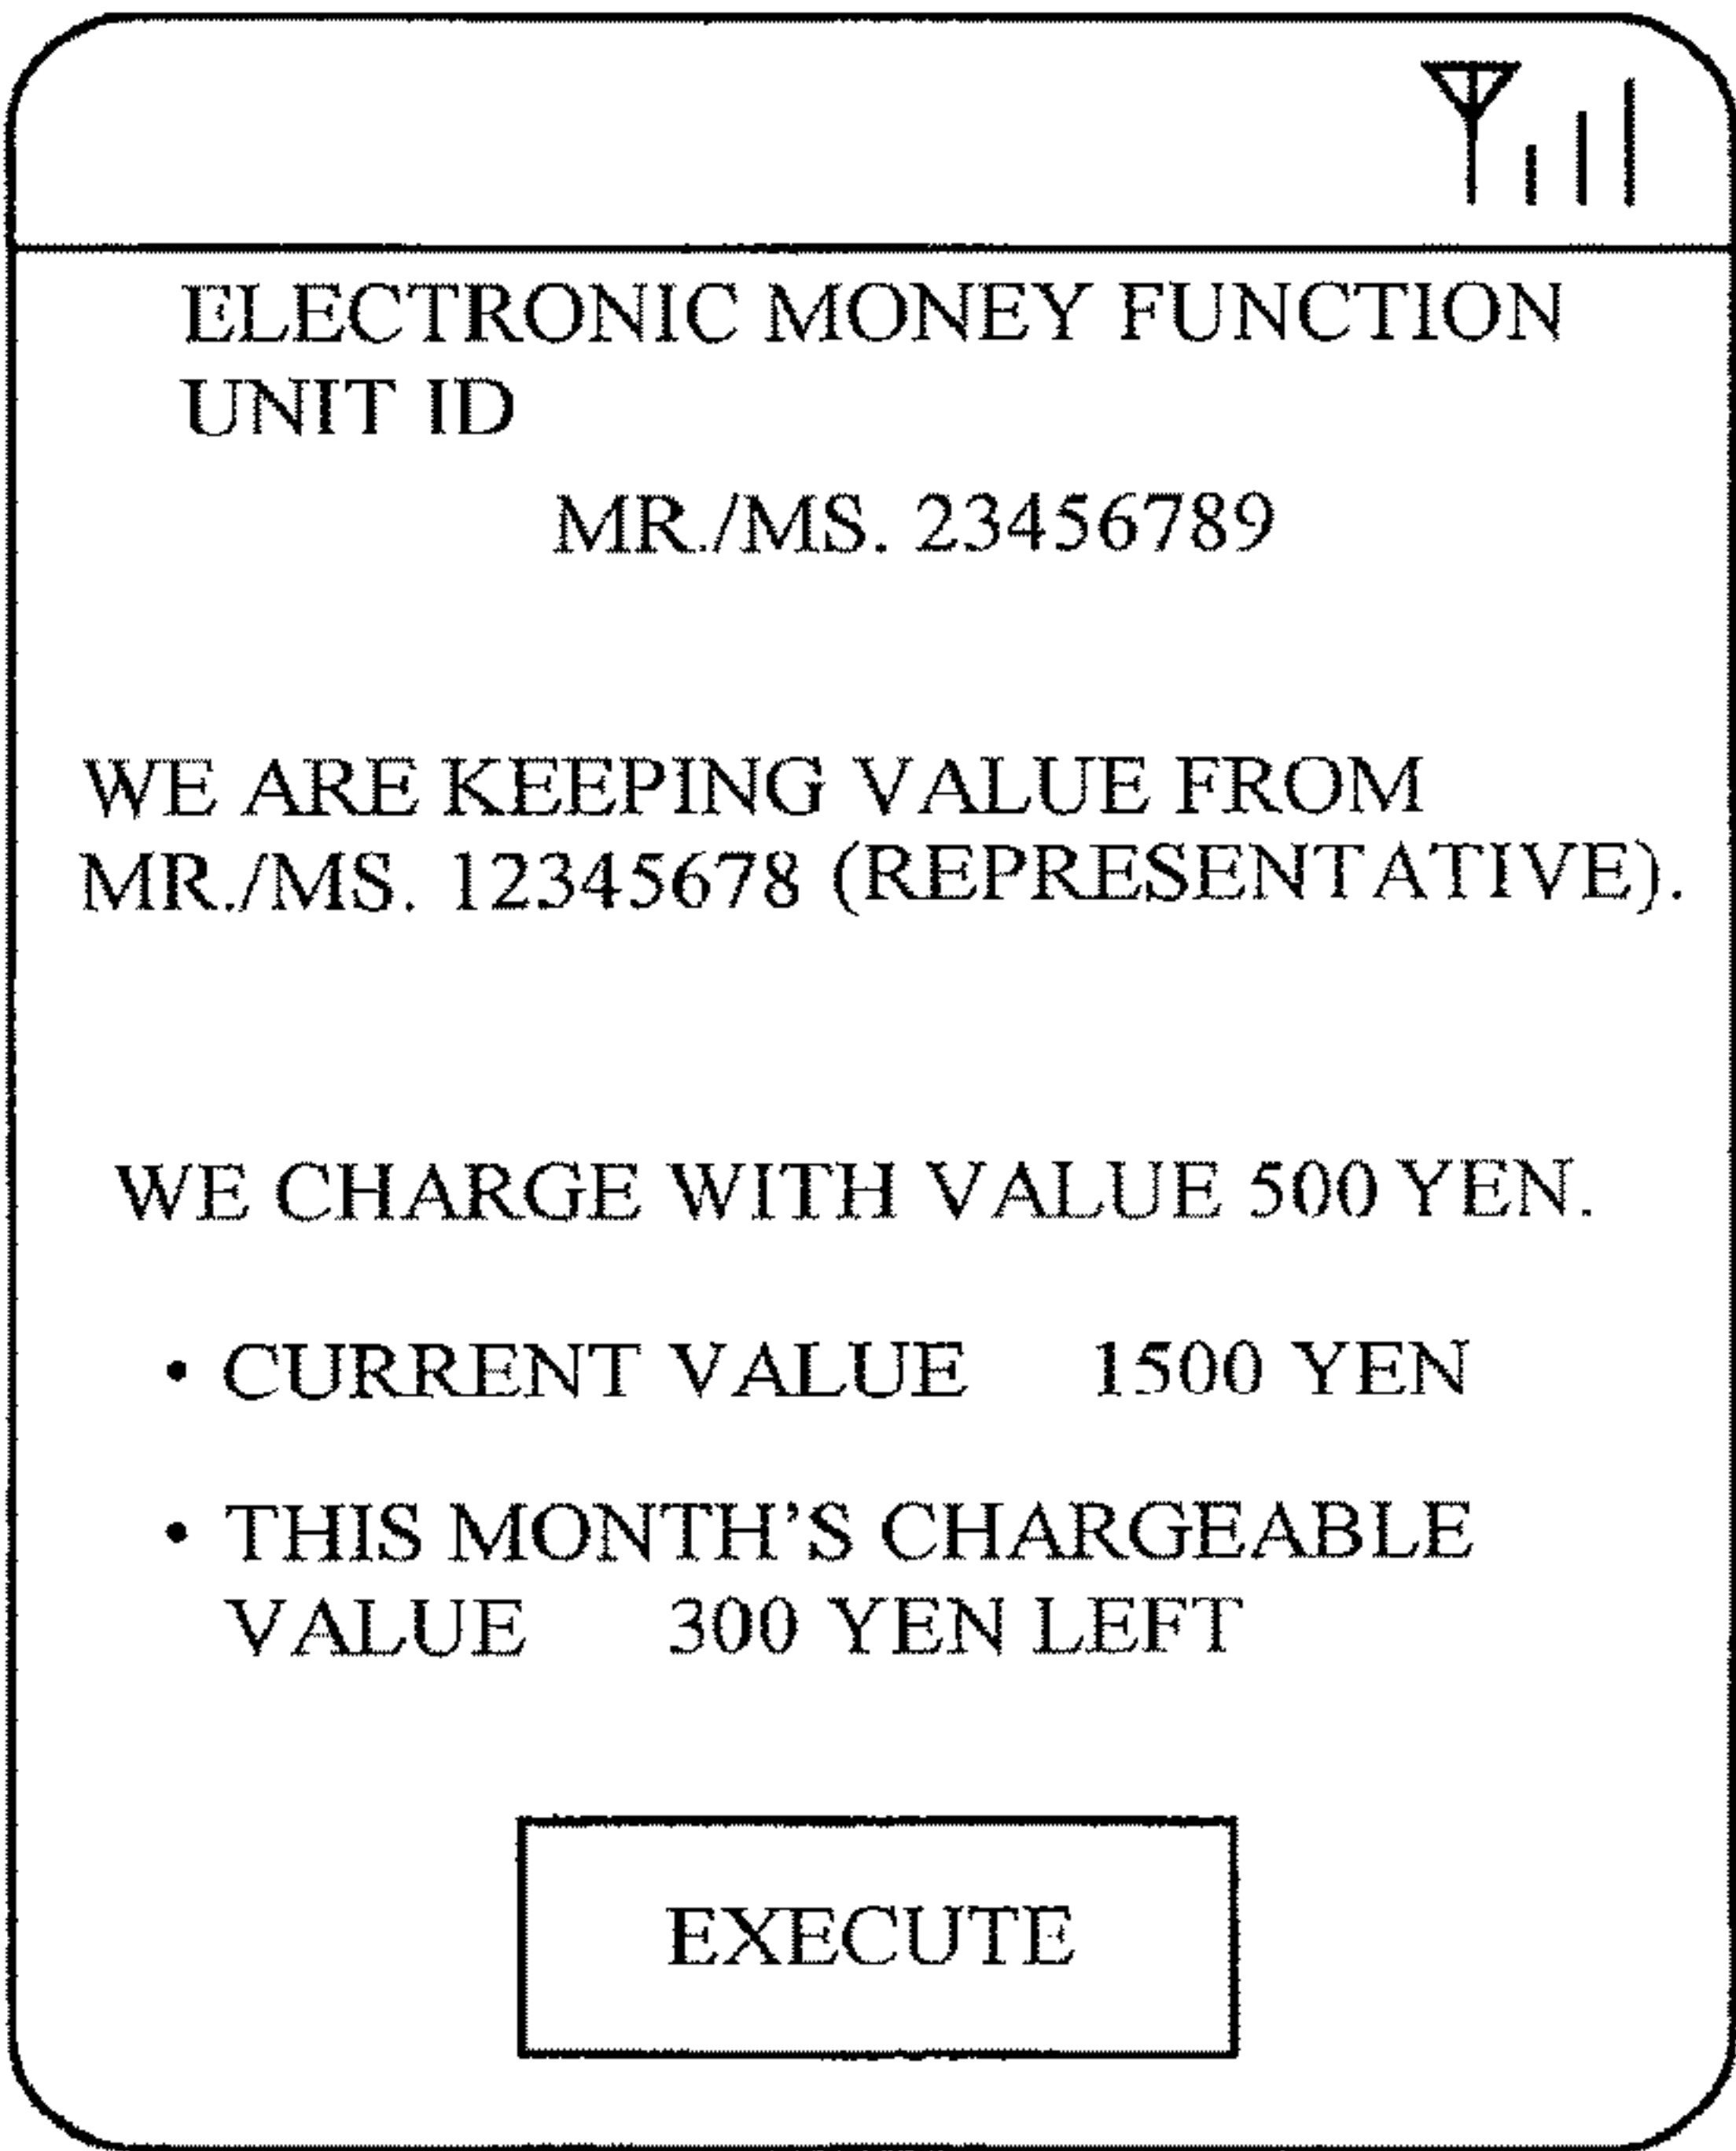 ELECTRONIC MONEY FUNCTION
UNIT ID
MR./MS. 23456789
WE ARE KEEPING VALUE FROM
MR./MS. 12345678 (REPRESENTATIVE).
WE CHARGE WITH VALUE 500 YEN.
• CURRENT VALUE 1500 YEN
• THIS MONTH'S CHARGEABLE
VALUE 300 YEN LEFT
EXECUTE